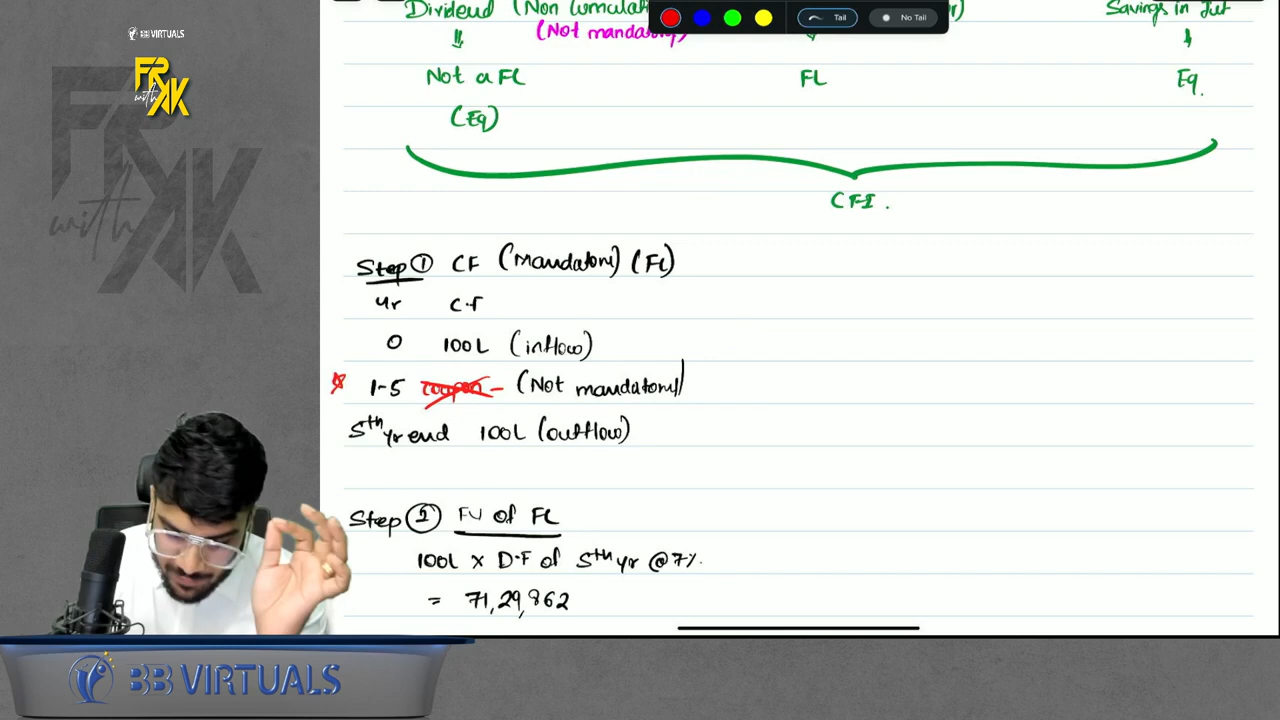 Dividend (Non Cumulati
Savings in Int
Tail
No Tail
BB VIRTUALS
(Not mandatory)
FR
with
AK
Not a FL
FL
Eq.
(Eq)
CFI.
Step ① CF (Mandatory) (FL)
Yr C.F
0 100L (inflow)
1-5 coupon - (Not mandatory)
5th yr end 100L (outflow)
Step ② FV of FL
100L x D.F of 5th yr @7%.
= 71,29,862
BB VIRTUALS